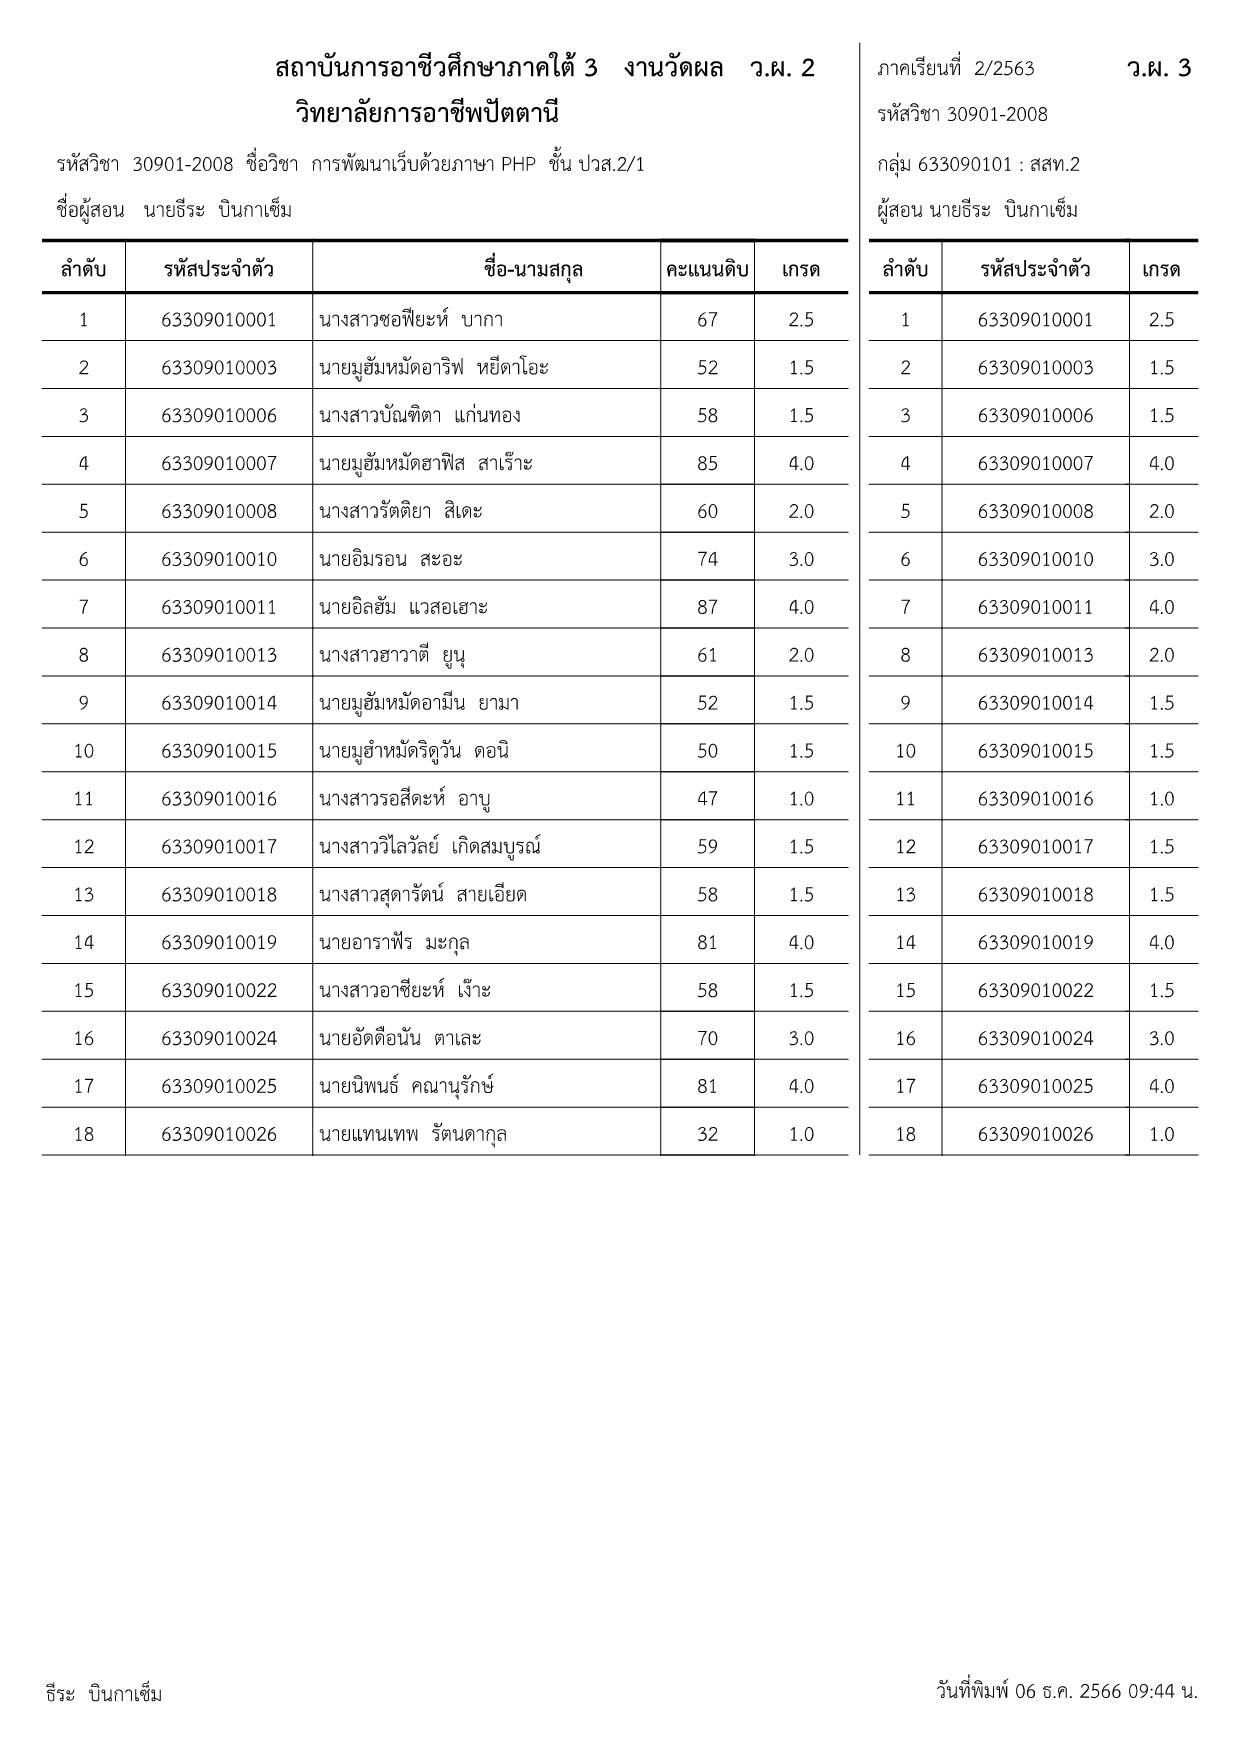 สถาบันการอาชีวศึกษาภาคใต้ 3 งานวัดผล ว.ผ. 2
วิทยาลัยการอาชีพปัตตานี
รหัสวิชา 30901-2008 ชื่อวิชา การพัฒนาเว็บด้วยภาษา PHP ชั้น ปวส.2/1
ชื่อผู้สอน นายธีระ บินกาเซ็ม
ลำดับ รหัสประจำตัว ชื่อ-นามสกุล คะแนนดิบ เกรด
1 63309010001 นางสาวซอฟียะห์ บากา 67 2.5
2 63309010003 นายมูฮัมหมัดอาริฟ หยีดาโอะ 52 1.5
3 63309010006 นางสาวบัณฑิตา แก่นทอง 58 1.5
4 63309010007 นายมูฮัมหมัดฮาฟิส สาเร๊าะ 85 4.0
5 63309010008 นางสาวรัตติยา สิเดะ 60 2.0
6 63309010010 นายอิมรอน สะอะ 74 3.0
7 63309010011 นายอิลฮัม แวสอเฮาะ 87 4.0
8 63309010013 นางสาวฮาวาตี ยูนุ 61 2.0
9 63309010014 นายมูฮัมหมัดอามีน ยามา 52 1.5
10 63309010015 นายมูฮำหมัดริดูวัน ดอนิ 50 1.5
11 63309010016 นางสาวรอสีดะห์ อาบู 47 1.0
12 63309010017 นางสาววิไลวัลย์ เกิดสมบูรณ์ 59 1.5
13 63309010018 นางสาวสุดารัตน์ สายเอียด 58 1.5
14 63309010019 นายอาราฟัร มะกุล 81 4.0
15 63309010022 นางสาวอาซียะห์ เง๊าะ 58 1.5
16 63309010024 นายอัดดือนัน ตาเละ 70 3.0
17 63309010025 นายนิพนธ์ คณานุรักษ์ 81 4.0
18 63309010026 นายแทนเทพ รัตนดากุล 32 1.0
ภาคเรียนที่ 2/2563 ว.ผ. 3
รหัสวิชา 30901-2008
กลุ่ม 633090101 : สสท.2
ผู้สอน นายธีระ บินกาเซ็ม
ลำดับ รหัสประจำตัว เกรด
1 63309010001 2.5
2 63309010003 1.5
3 63309010006 1.5
4 63309010007 4.0
5 63309010008 2.0
6 63309010010 3.0
7 63309010011 4.0
8 63309010013 2.0
9 63309010014 1.5
10 63309010015 1.5
11 63309010016 1.0
12 63309010017 1.5
13 63309010018 1.5
14 63309010019 4.0
15 63309010022 1.5
16 63309010024 3.0
17 63309010025 4.0
18 63309010026 1.0
ธีระ บินกาเซ็ม
วันที่พิมพ์ 06 ธ.ค. 2566 09:44 น.